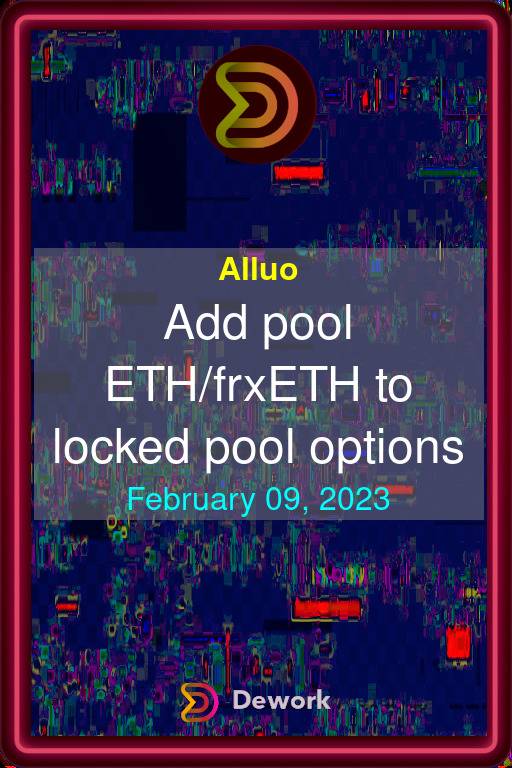 Alluo
Add pool
ETH/frxETH to
locked pool options
February 09, 2023
Dework